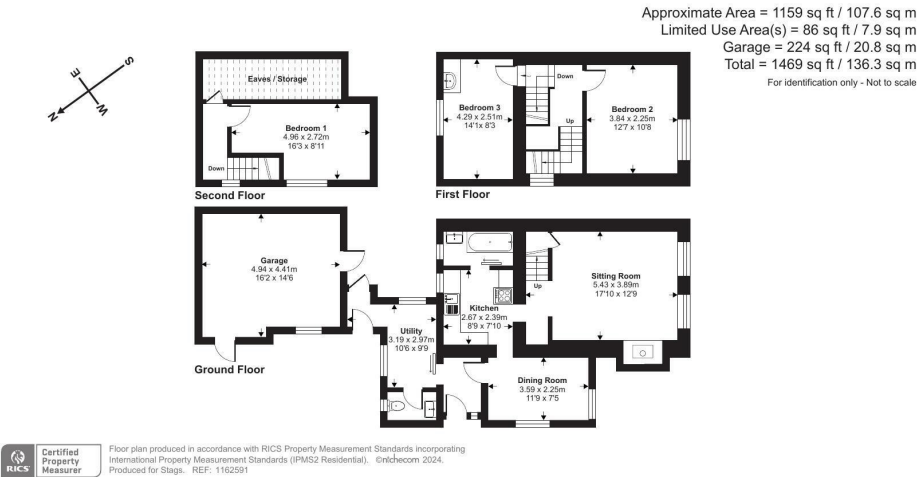 Approximate Area = 1159 sq ft / 107.6 sq m
Limited Use Area(s) = 86 sq ft / 7.9 sq m
Garage = 224 sq ft / 20.8 sq m
Total = 1469 sq ft / 136.3 sq m
For identification only - Not to scale
N
E
S
W
Eaves / Storage
Bedroom 1
4.96 x 2.72m
16'3 x 8'11
Down
Second Floor
Bedroom 3
4.29 x 2.51m
14'1x 8'3
Down
Up
Bedroom 2
3.84 x 2.25m
12'7 x 10'8
First Floor
Garage
4.94 x 4.41m
16'2 x 14'6
Ground Floor
Utility
3.19 x 2.97m
10'6 x 9'9
Kitchen
2.67 x 2.39m
8'9 x 7'10
Up
Sitting Room
5.43 x 3.89m
17'10 x 12'9
Dining Room
3.59 x 2.25m
11'9 x 7'5
RICS
Certified
Property
Measurer
Floor plan produced in accordance with RICS Property Measurement Standards incorporating
International Property Measurement Standards (IPMS2 Residential). ©ntchecom 2024.
Produced for Stags. REF: 1162591